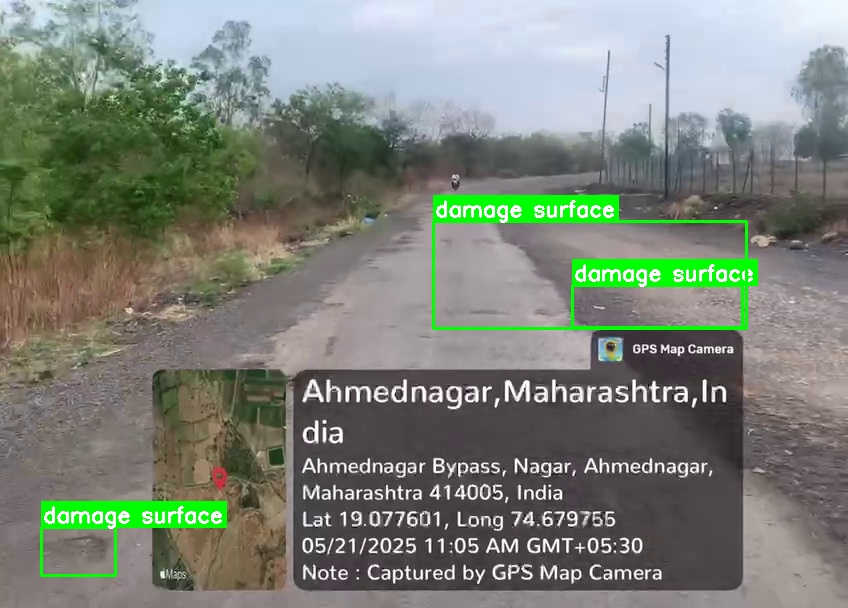 damage surface
damage surface
GPS Map Camera
Ahmednagar,Maharashtra,In
dia
Ahmednagar Bypass, Nagar, Ahmednagar,
Maharashtra 414005, India
Lat 19.077601, Long 74.679755
05/21/2025 11:05 AM GMT+05:30
Note : Captured by GPS Map Camera
damage surface
Maps